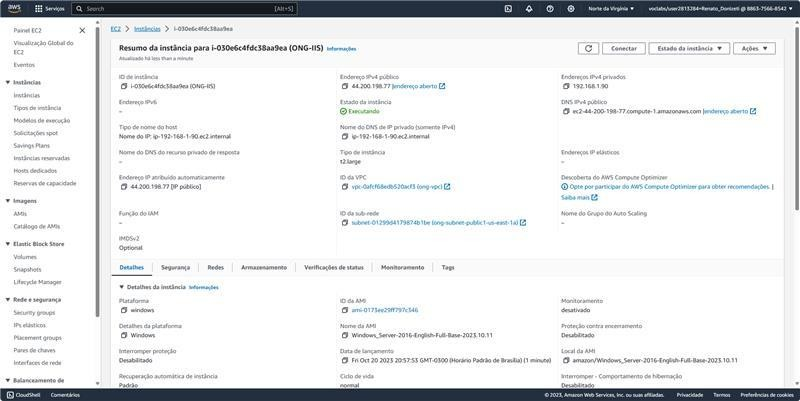 aws
Serviços
Search
[Alt+S]
Norte da Virgínia
voclabs/user2813284=Renato_Donizeti @ 8863-7566-8542
Painel EC2
Visualização Global do EC2
Eventos
Instâncias
Instâncias
Tipos de instância
Modelos de execução
Solicitações spot
Savings Plans
Instâncias reservadas
Hosts dedicados
Reservas de capacidade
Imagens
AMIs
Catálogo de AMIs
Elastic Block Store
Volumes
Snapshots
Lifecycle Manager
Rede e segurança
Security groups
IPs elásticos
Placement groups
Pares de chaves
Interfaces de rede
Balanceamento de
EC2 > Instâncias > i-030e6c4fdc38aa9ea
Resumo da instância para i-030e6c4fdc38aa9ea (ONG-IIS) Informações
Atualizado há less than a minute
Conectar
Estado da instância
Ações
ID de instância
i-030e6c4fdc38aa9ea (ONG-IIS)
Endereço IPv4 público
44.200.198.77 |endereço aberto
Endereços IPv4 privados
192.168.1.90
Endereço IPv6
–
Estado da instância
Executando
DNS IPv4 público
ec2-44-200-198-77.compute-1.amazonaws.com |endereço aberto
Tipo de nome do host
Nome do IP: ip-192-168-1-90.ec2.internal
Nome do DNS de IP privado (somente IPv4)
ip-192-168-1-90.ec2.internal
Nome do DNS do recurso privado de resposta
–
Tipo de instância
t2.large
Endereços IP elásticos
–
Endereço IP atribuído automaticamente
44.200.198.77 [IP público]
ID da VPC
vpc-0afcf68edb520acf3 (ong-vpc)
Descoberta do AWS Compute Optimizer
Opte por participar do AWS Compute Optimizer para obter recomendações. |
Saiba mais
Função do IAM
–
ID da sub-rede
subnet-01299d4179874b1be (ong-subnet-public1-us-east-1a)
Nome do Grupo do Auto Scaling
–
IMDSv2
Optional
Detalhes
Segurança
Redes
Armazenamento
Verificações de status
Monitoramento
Tags
Detalhes da instância Informações
Plataforma
windows
ID da AMI
ami-0173ee29ff797c346
Monitoramento
desativado
Detalhes da plataforma
Windows
Nome da AMI
Windows_Server-2016-English-Full-Base-2023.10.11
Proteção contra encerramento
Desabilitado
Interromper proteção
Desabilitado
Data de lançamento
Fri Oct 20 2023 20:57:53 GMT-0300 (Horário Padrão de Brasília) (1 minute)
Local da AMI
amazon/Windows_Server-2016-English-Full-Base-2023.10.11
Recuperação automática de instância
Padrão
Ciclo de vida
normal
Interromper - Comportamento de hibernação
Desabilitado
CloudShell
Comentários
© 2023, Amazon Web Services, Inc. ou suas afiliadas.
Privacidade
Termos
Preferências de cookies